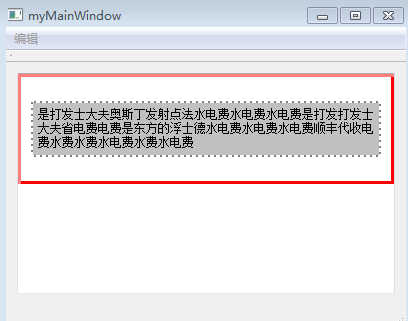 myMainWindow
编辑
是打发士大夫奥斯丁发射点法水电费水电费水电费是打发打发士
大夫省电费电费是东方的浮士德水电费水电费水电费顺丰代收电
费水费水费水电费水费水电费